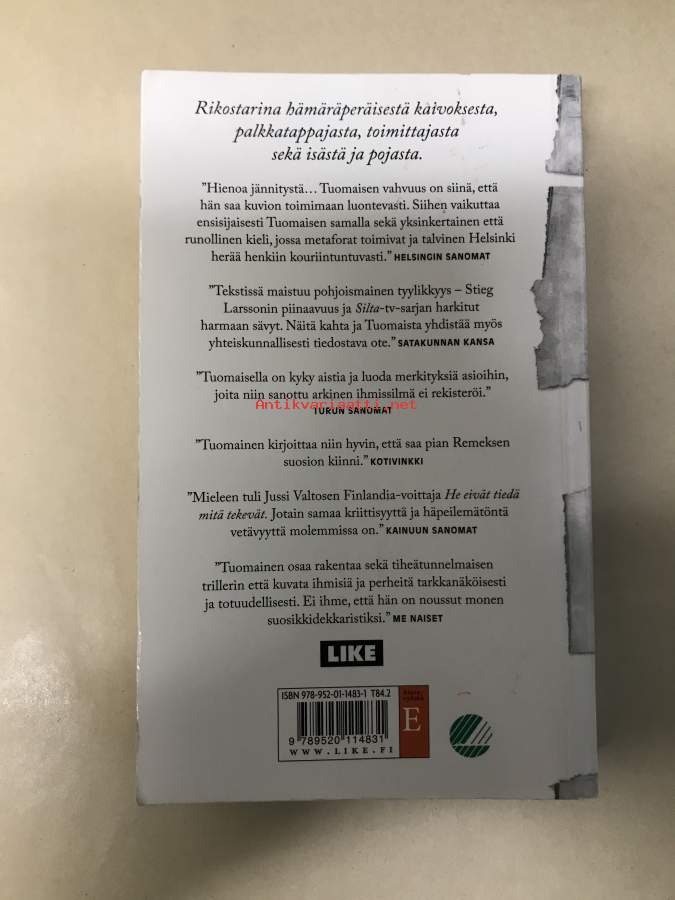 Rikostarina hämäräperäisestä kaivoksesta,
palkkatappajasta, toimittajasta
sekä isästä ja pojasta.
"Hienoa jännitystä… Tuomaisen vahvuus on siinä, että
hän saa kuvion toimimaan luontevasti. Siihen vaikuttaa
ensisijaisesti Tuomaisen samalla sekä yksinkertainen että
runollinen kieli, jossa metaforat toimivat ja talvinen Helsinki
herää henkiin kouriintuntuvasti." HELSINGIN SANOMAT
"Tekstissä maistuu pohjoismainen tyylikkyys – Stieg
Larssonin piinaavuus ja Silta-tv-sarjan harkitut
harmaan sävyt. Näitä kahta ja Tuomaista yhdistää myös
yhteiskunnallisesti tiedostava ote." SATAKUNNAN KANSA
"Tuomaisella on kyky aistia ja luoda merkityksiä asioihin,
joita niin sanottu arkinen ihmissilmä ei rekisteröi."
Antikvariaatti.net
TURUN SANOMAT
"Tuomainen kirjoittaa niin hyvin, että saa pian Remeksen
suosion kiinni." KOTIVINKKI
"Mieleen tuli Jussi Valtosen Finlandia-voittaja He eivät tiedä
mitä tekevät. Jotain samaa kriittisyyttä ja häpeilemätöntä
vetävyyttä molemmissa on." KAINUUN SANOMAT
"Tuomainen osaa rakentaa sekä tiheätunnelmaisen
trillerin että kuvata ihmisiä ja perheitä tarkkanäköisesti
ja totuudellisesti. Ei ihme, että hän on noussut monen
suosikkidekkaristiksi." ME NAISET
LIKE
ISBN 978-952-01-1483-1 T84.2
E
9 789520 114831
WWW.LIKE.FI